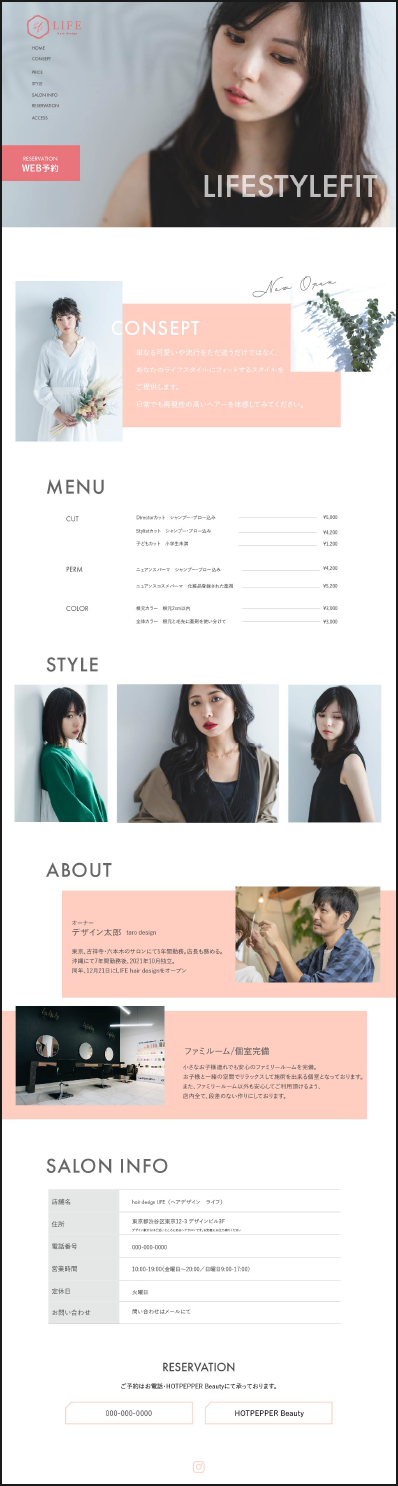 LIFE
hair design
HOME
CONSEPT
PRICE
STYLE
SALON INFO
RESERVATION
ACCESS
RESERVATION
WEB予約
LIFESTYLEFIT
New Open
CONSEPT
単なる可愛いや流行をただ追うだけではなく、
あなたのライフスタイルにフィットするスタイルを
ご提供します。
日常でも再現性の高いヘアーを体感してみてください。
MENU
CUT
Directorカット シャンプー・ブロー込み ¥5,000
Stylistカット シャンプー・ブロー込み ¥4,200
子どもカット 小学生未満 ¥1,200
PERM
ニュアンスパーマ シャンプー・ブロー込み ¥4,200
ニュアンスコスメパーマ 化粧品登録された薬剤 ¥5,200
COLOR
根元カラー 根元2cm以内 ¥3,000
全体カラー 根元と毛先に薬剤を使い分けて ¥3,000
STYLE
ABOUT
オーナー
デザイン太郎 taro design
東京、吉祥寺・六本木のサロンにて5年間勤務。店長も務める。
沖縄にて7年間勤務後、2021年10月独立。
同年、12月21日にLIFE hair designをオープン
ファミルーム/個室完備
小さなお子様連れでも安心のファミリールームを完備。
お子様と一緒の空間でリラックスして施術を出来る個室となっております。
また、ファミリールーム以外も安心してご利用頂けるよう、
店内全て、段差のない作りにしております。
SALON INFO
店舗名 hair design LIFE（ヘアデザイン ライフ）
住所 東京都渋谷区東京12-3 デザインビル3F
電話番号 000-000-0000
営業時間 10:00-19:00(金曜日〜20:00／日曜日9:00-17:00)
定休日 火曜日
お問い合わせ 問い合わせはメールにて
RESERVATION
ご予約はお電話・HOTPEPPER Beautyにて承っております。
000-000-0000
HOTPEPPER Beauty